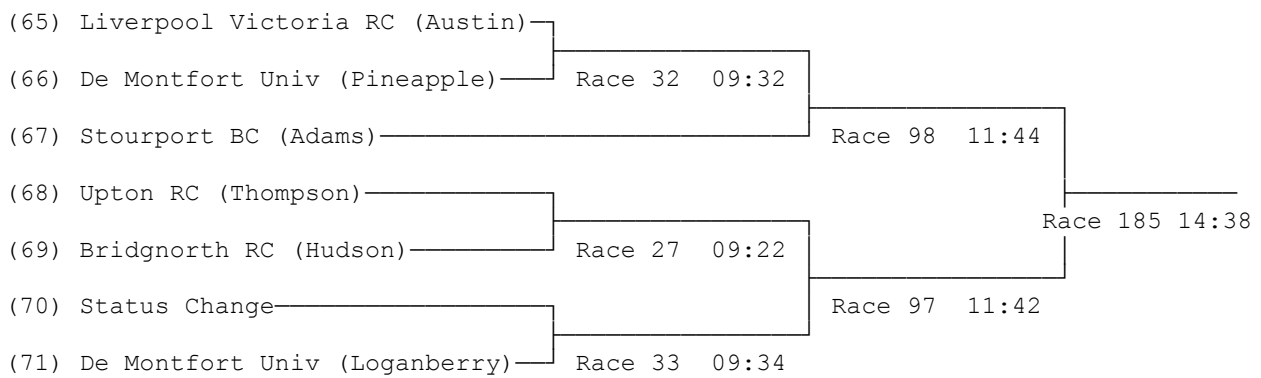 (65) Liverpool Victoria RC (Austin)
(66) De Montfort Univ (Pineapple) Race 32 09:32
(67) Stourport BC (Adams) Race 98 11:44
(68) Upton RC (Thompson)
Race 185 14:38
(69) Bridgnorth RC (Hudson) Race 27 09:22
(70) Status Change Race 97 11:42
(71) De Montfort Univ (Loganberry) Race 33 09:34